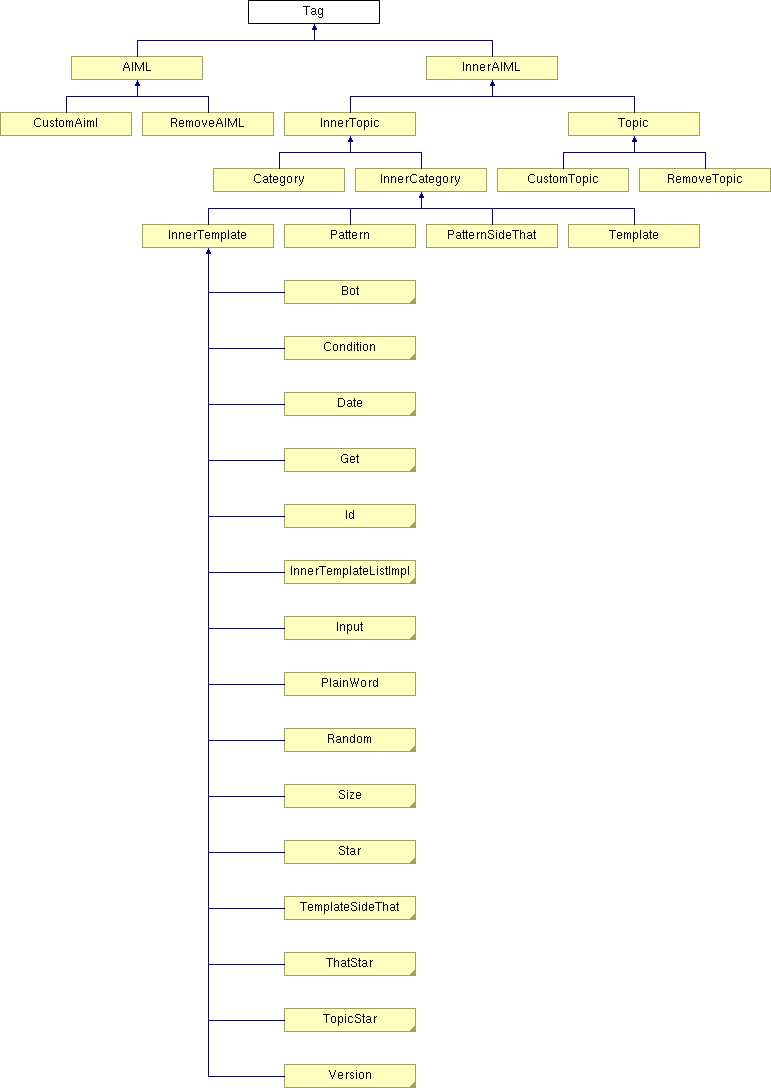 Tag
AIML InnerAIML
CustomAiml RemoveAIML InnerTopic Topic
Category InnerCategory CustomTopic RemoveTopic
InnerTemplate Pattern PatternSideThat Template
Bot
Condition
Date
Get
Id
InnerTemplateListImpl
Input
PlainWord
Random
Size
Star
TemplateSideThat
ThatStar
TopicStar
Version